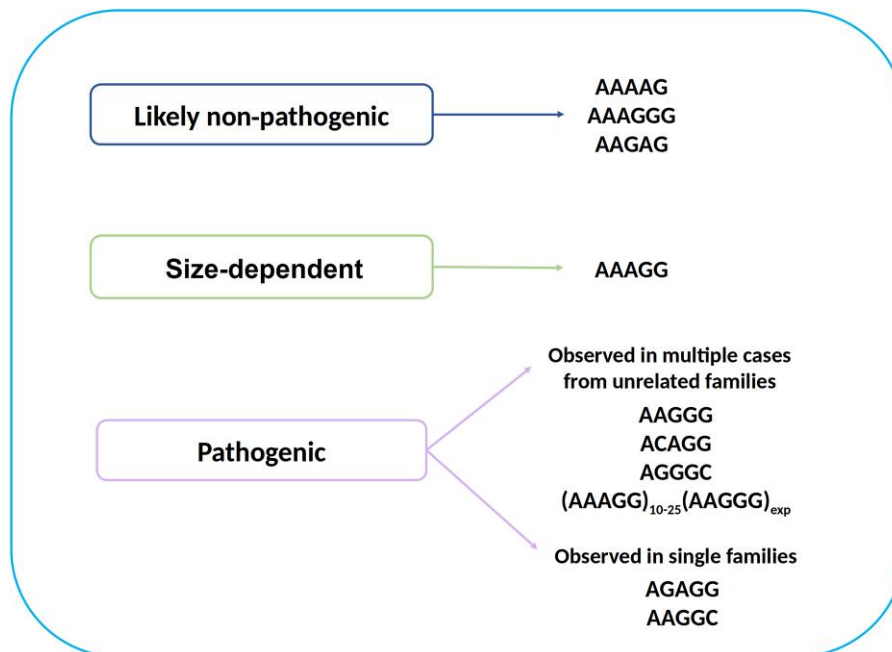 Likely non-pathogenic
AAAAG
AAAGGG
AAGAG
Size-dependent
AAAGG
Pathogenic
Observed in multiple cases
from unrelated families
AAGGG
ACAGG
AGGGC
(AAAGG)10-25(AAGGG)exp
Observed in single families
AGAGG
AAGGC